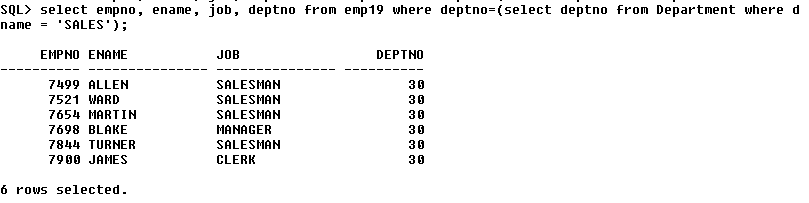 SQL> select empno, ename, job, deptno from emp19 where deptno=(select deptno from Department where d
name = 'SALES');
EMPNO ENAME JOB DEPTNO
---------- --------------- --------------- ----------
7499 ALLEN SALESMAN 30
7521 WARD SALESMAN 30
7654 MARTIN SALESMAN 30
7698 BLAKE MANAGER 30
7844 TURNER SALESMAN 30
7900 JAMES CLERK 30
6 rows selected.